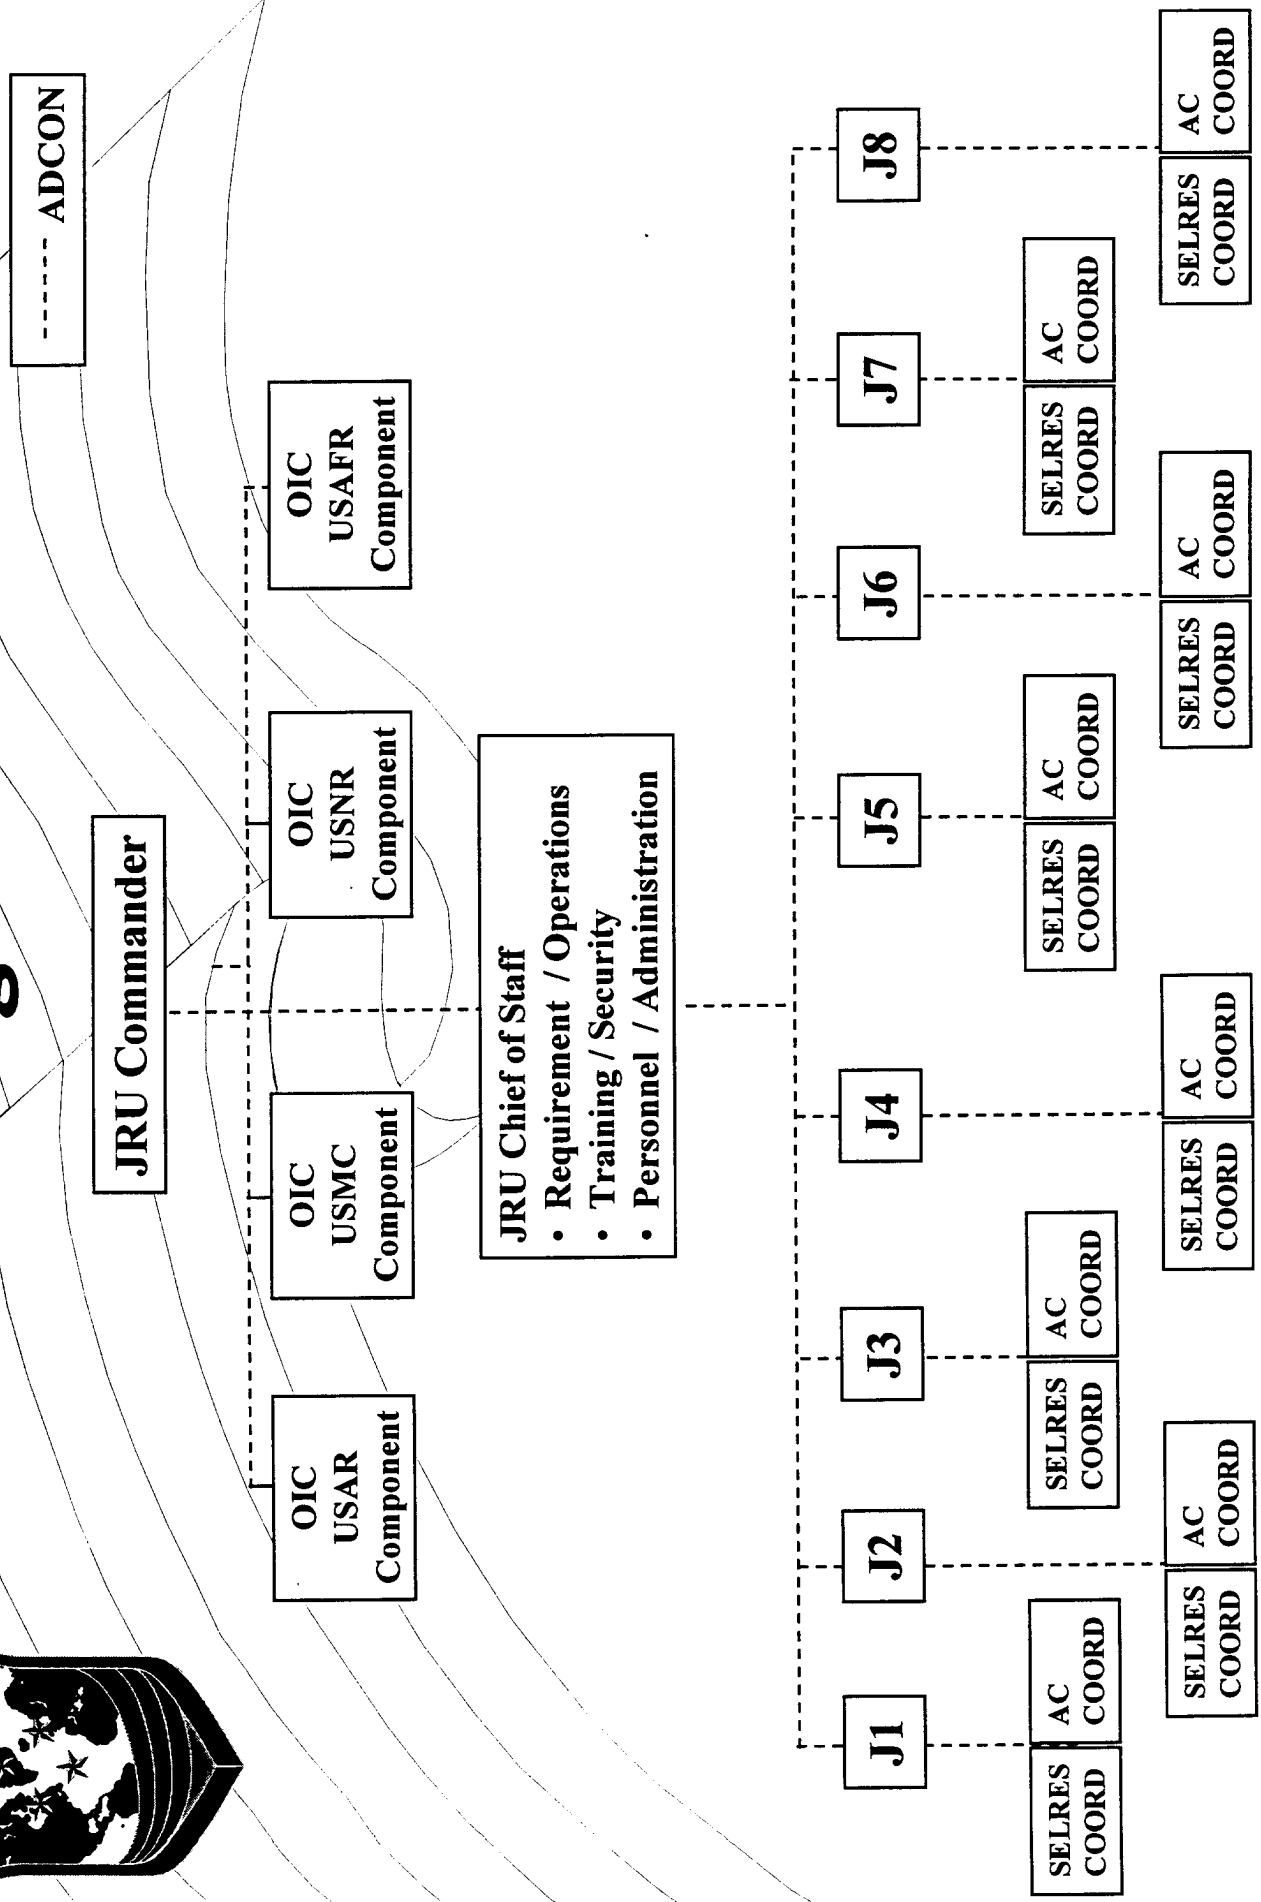 ----- ADCON
JRU Commander
OIC
USAR
Component
OIC
USMC
Component
OIC
USNR
Component
OIC
USAFR
Component
JRU Chief of Staff
• Requirement / Operations
• Training / Security
• Personnel / Administration
J1
J2
J3
J4
J5
J6
J7
J8
SELRES
COORD
AC
COORD
SELRES
COORD
AC
COORD
SELRES
COORD
AC
COORD
SELRES
COORD
AC
COORD
SELRES
COORD
AC
COORD
SELRES
COORD
AC
COORD
SELRES
COORD
AC
COORD
SELRES
COORD
AC
COORD